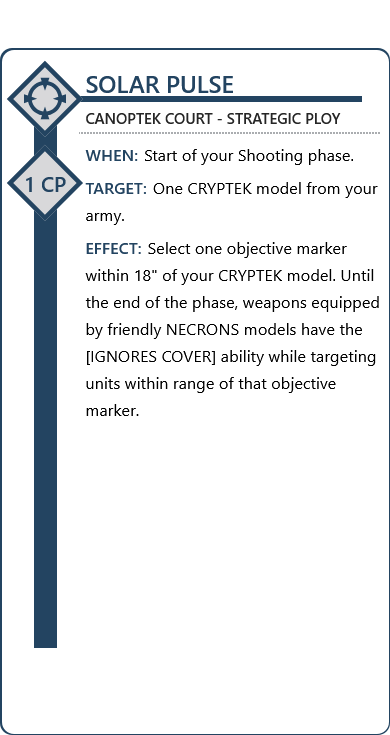 SOLAR PULSE
CANOPTEK COURT - STRATEGIC PLOY
WHEN: Start of your Shooting phase.
1 CP
TARGET: One CRYPTEK model from your
army.
EFFECT: Select one objective marker
within 18" of your CRYPTEK model. Until
the end of the phase, weapons equipped
by friendly NECRONS models have the
[IGNORES COVER] ability while targeting
units within range of that objective
marker.